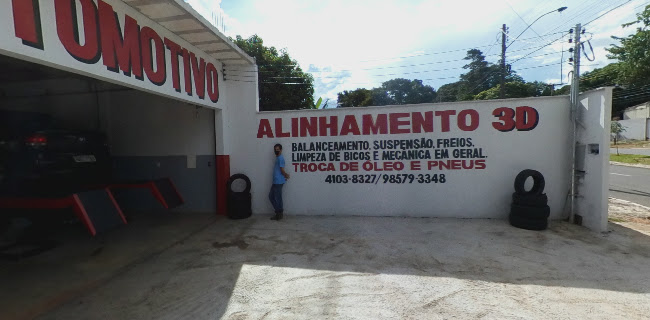 TOMOTIVO
ALINHAMENTO 3D
BALANCEAMENTO, SUSPENSÃO, FREIOS.
LIMPEZA DE BICOS E MECÂNICA EM GERAL.
TROCA DE ÓLEO E PNEUS
4103-8327/98579-3348